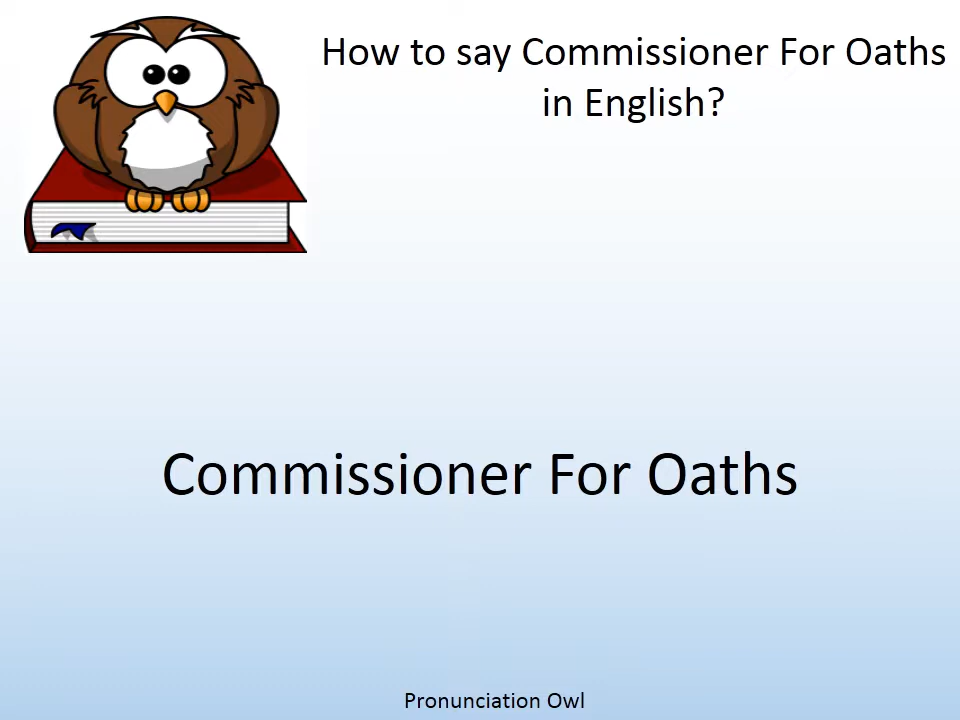 How to say Commissioner For Oaths
in English?
Commissioner For Oaths
Pronunciation Owl